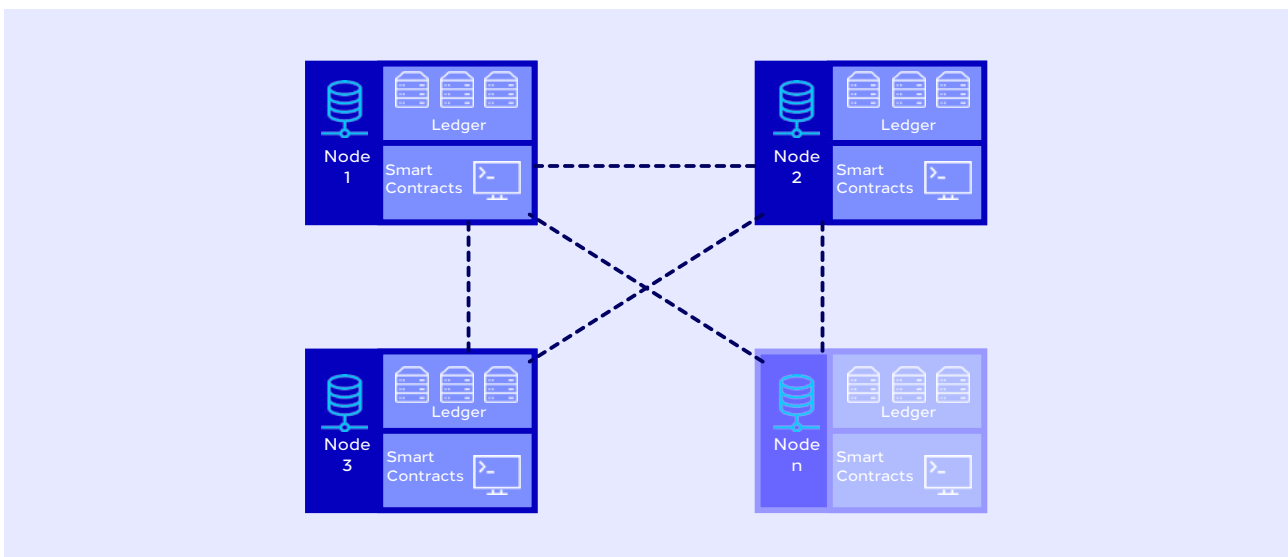 Ledger
Node
1
Smart
Contracts
Ledger
Node
2
Smart
Contracts
Ledger
Node
3
Smart
Contracts
Ledger
Node
n
Smart
Contracts